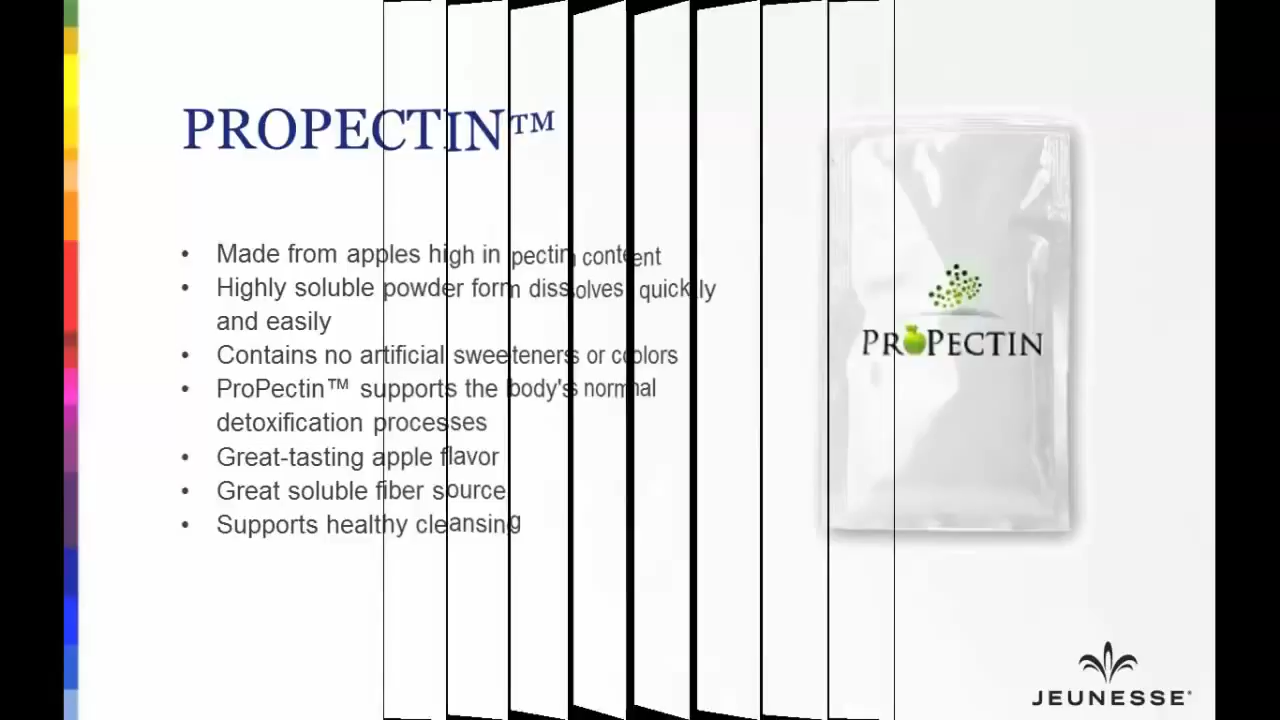 PROPECTIN™
• Made from apples high in pectin content
• Highly soluble powder form dissolves quickly
and easily
• Contains no artificial sweeteners or colors
• ProPectin™ supports the body's normal
detoxification processes
• Great-tasting apple flavor
• Great soluble fiber source
• Supports healthy cleansing
PROPECTIN
JEUNESSE®